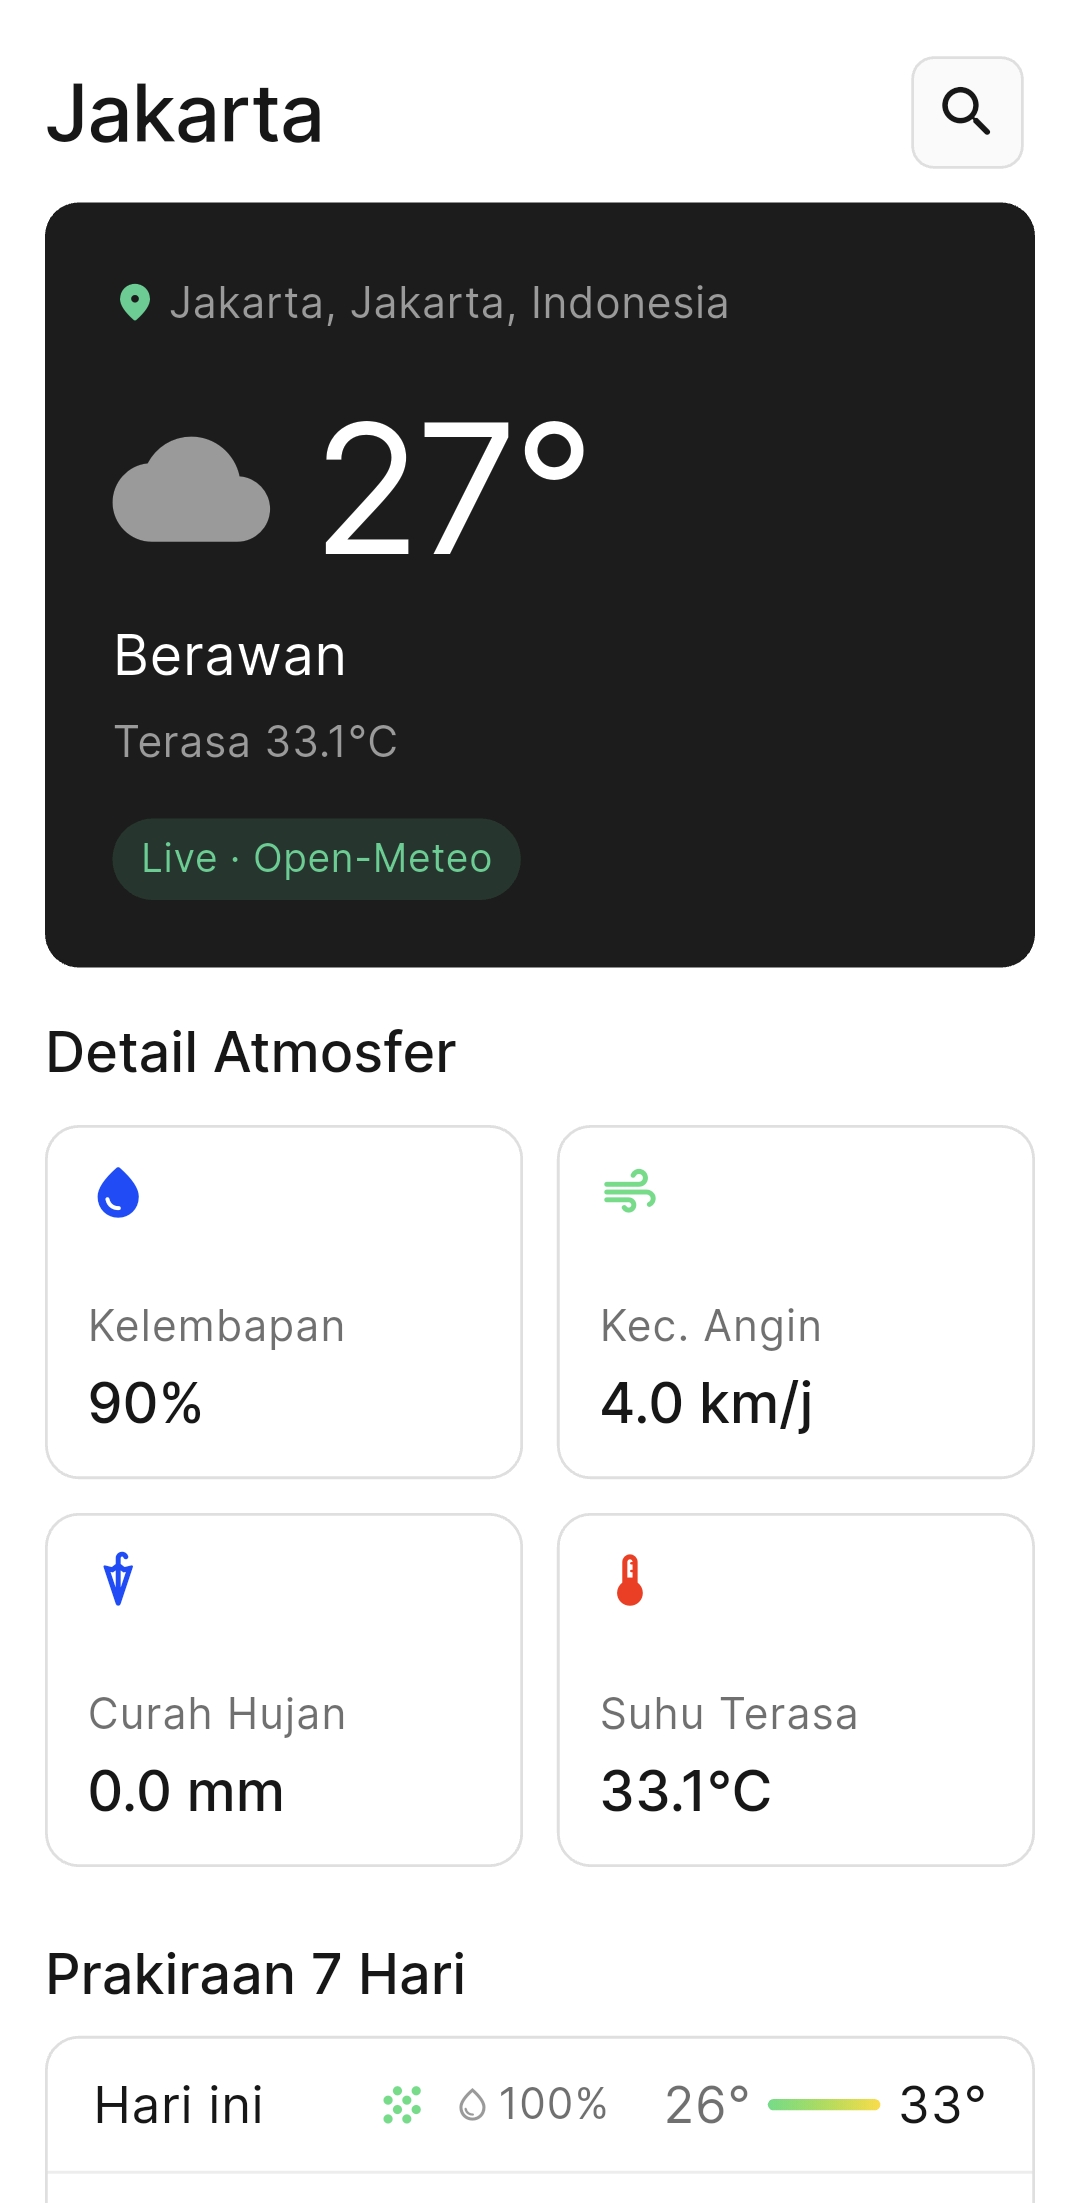 Jakarta
Jakarta, Jakarta, Indonesia
27°
Berawan
Terasa 33.1°C
Live · Open-Meteo
Detail Atmosfer
Kelembapan
90%
Kec. Angin
4.0 km/j
Curah Hujan
0.0 mm
Suhu Terasa
33.1°C
Prakiraan 7 Hari
Hari ini 100% 26° 33°